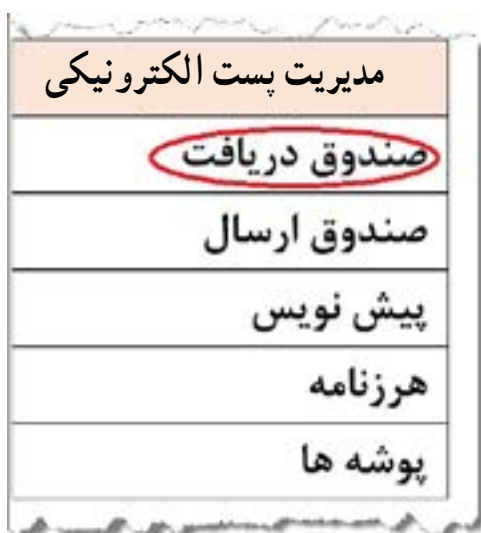 مدیریت پست الکترونیکی
صندوق دریافت
صندوق ارسال
پیش نویس
هرزنامه
پوشه ها